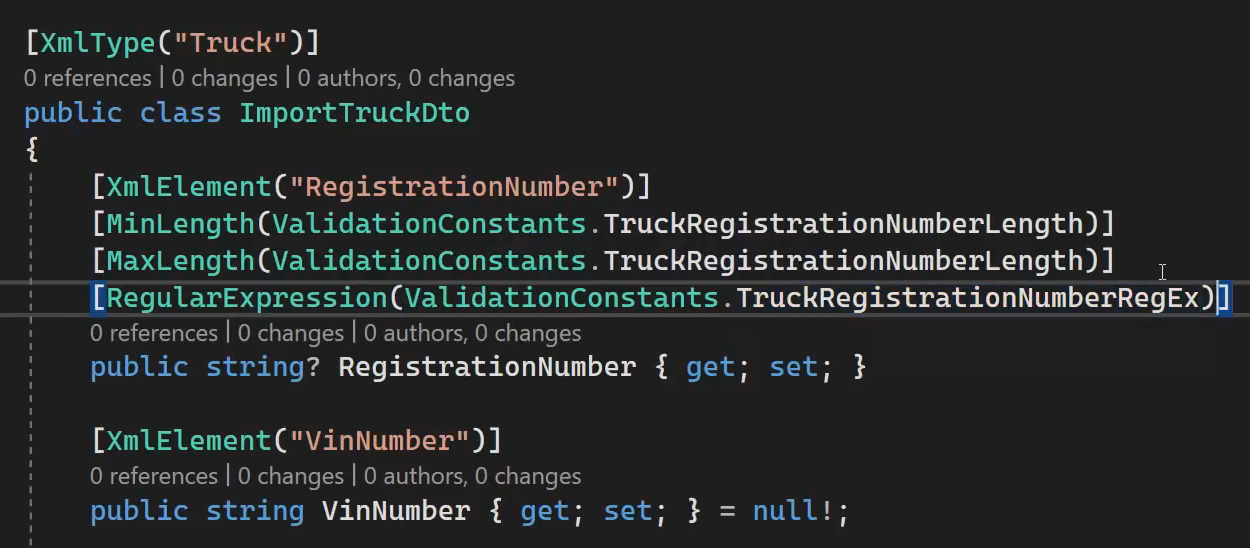 [XmlType("Truck")]
0 references | 0 changes | 0 authors, 0 changes
public class ImportTruckDto
{
[XmlElement("RegistrationNumber")]
[MinLength(ValidationConstants.TruckRegistrationNumberLength)]
[MaxLength(ValidationConstants.TruckRegistrationNumberLength)]
[RegularExpression(ValidationConstants.TruckRegistrationNumberRegEx)]
0 references | 0 changes | 0 authors, 0 changes
public string? RegistrationNumber { get; set; }
[XmlElement("VinNumber")]
0 references | 0 changes | 0 authors, 0 changes
public string VinNumber { get; set; } = null!;